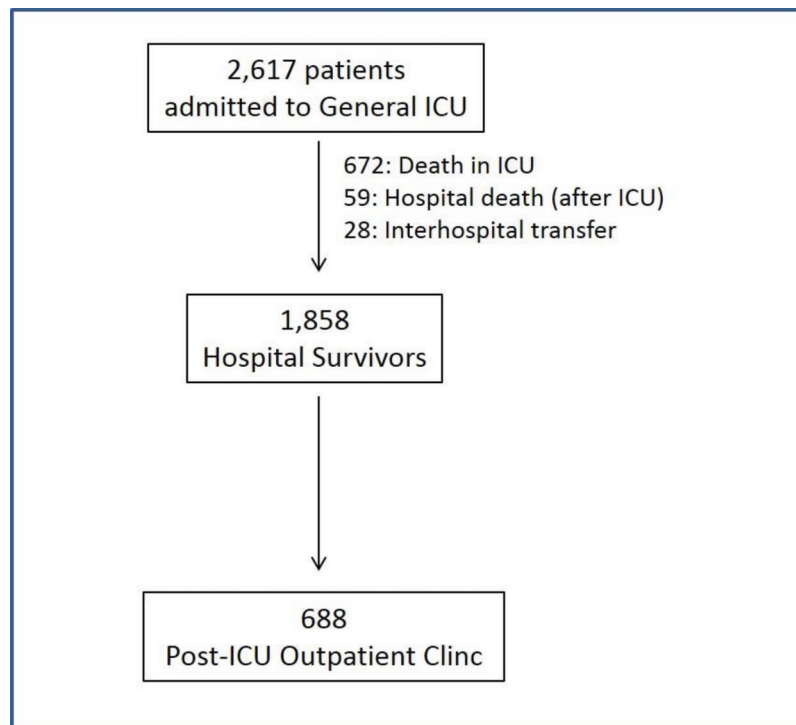 2,617 patients
admitted to General ICU
672: Death in ICU
59: Hospital death (after ICU)
28: Interhospital transfer
1,858
Hospital Survivors
688
Post-ICU Outpatient Clinc